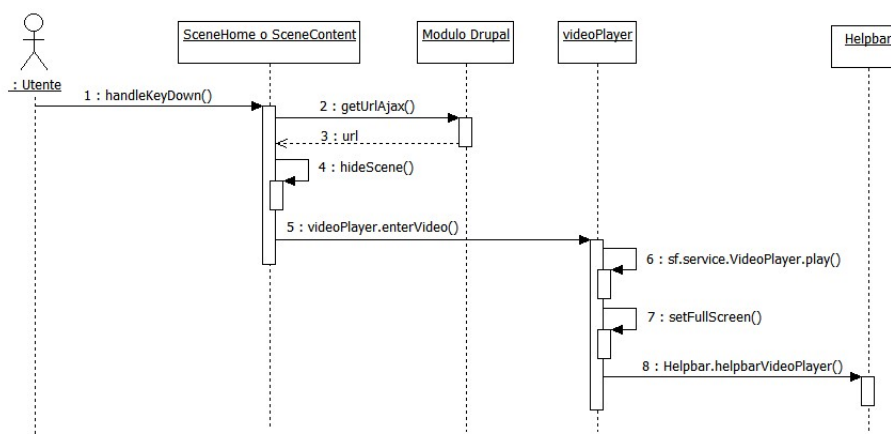 SceneHome o SceneContent
Modulo Drupal
videoPlayer
Helpbar
: Utente
1 : handleKeyDown()
2 : getUrlAjax()
3 : url
4 : hideScene()
5 : videoPlayer.enterVideo()
6 : sf.service.VideoPlayer.play()
7 : setFullScreen()
8 : Helpbar.helpbarVideoPlayer()